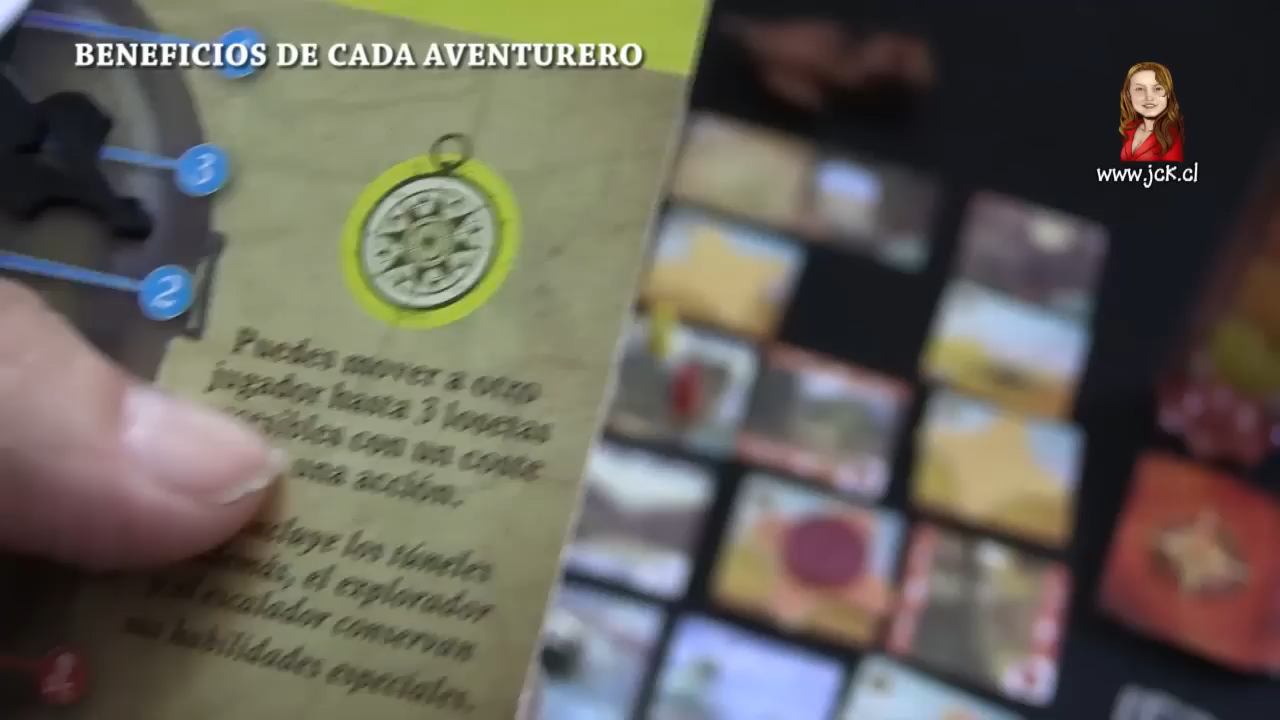 BENEFICIOS DE CADA AVENTURERO
www.jck.cl
3
2
Puedes mover a otro
jugador hasta 3 losetas
con un coste
una acción.
los túneles
el explorador
escalador conservan
sus habilidades especiales.